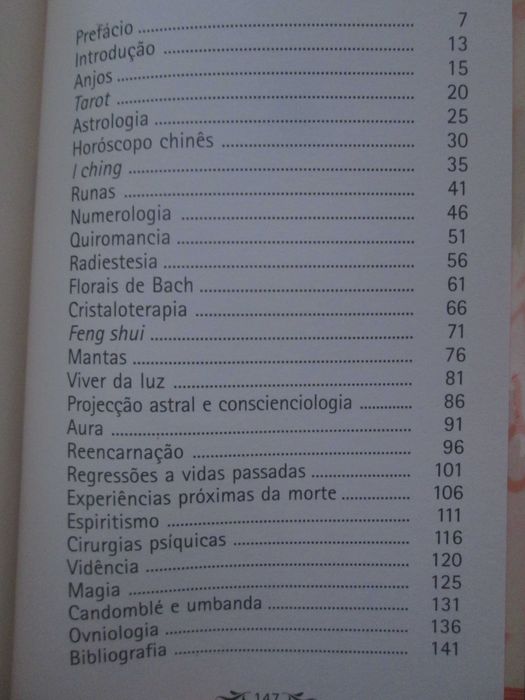 Prefácio ........ 7
Introdução ........ 13
Anjos ........ 15
Tarot ........ 20
Astrologia ........ 25
Horóscopo chinês ........ 30
I ching ........ 35
Runas ........ 41
Numerologia ........ 46
Quiromancia ........ 51
Radiestesia ........ 56
Florais de Bach ........ 61
Cristaloterapia ........ 66
Feng shui ........ 71
Mantas ........ 76
Viver da luz ........ 81
Projecção astral e conscienciologia ........ 86
Aura ........ 91
Reencarnação ........ 96
Regressões a vidas passadas ........ 101
Experiências próximas da morte ........ 106
Espiritismo ........ 111
Cirurgias psíquicas ........ 116
Vidência ........ 120
Magia ........ 125
Candomblé e umbanda ........ 131
Ovniologia ........ 136
Bibliografia ........ 141
147